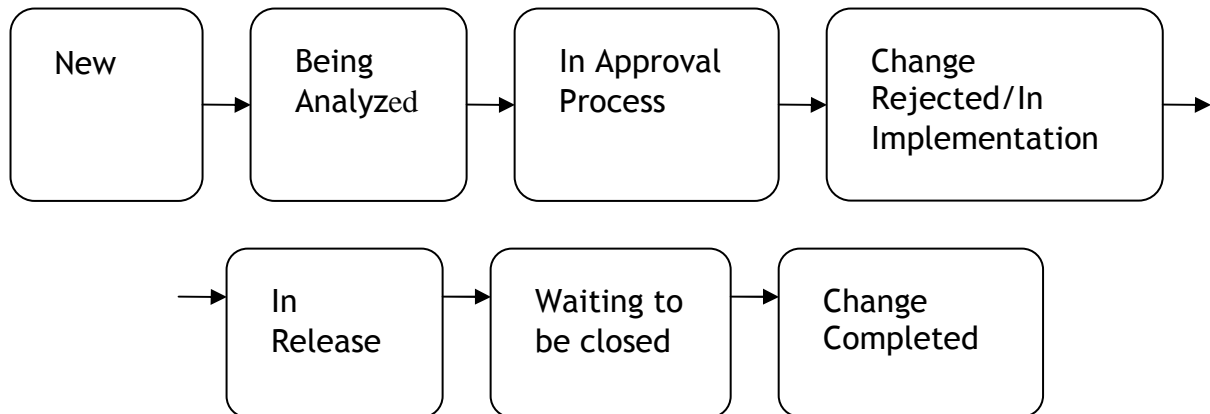 New
Being
Analyzed
In Approval
Process
Change
Rejected/In
Implementation
In
Release
Waiting to
be closed
Change
Completed